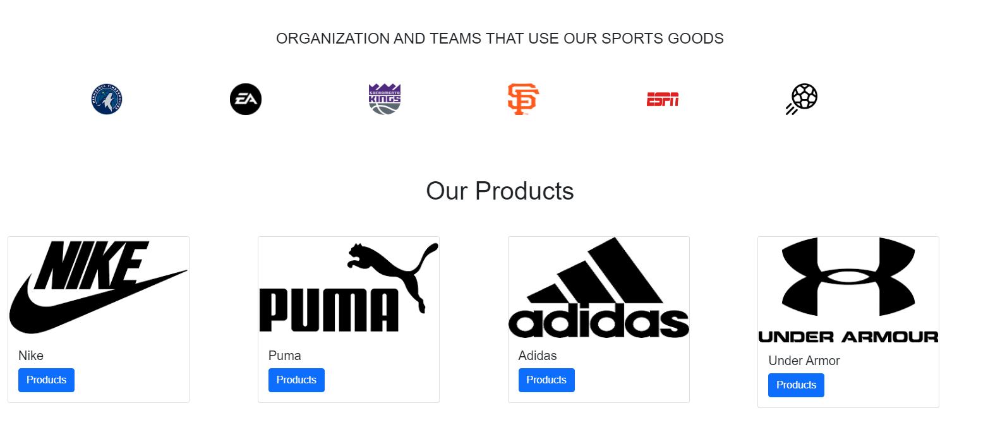 ORGANIZATION AND TEAMS THAT USE OUR SPORTS GOODS
MINNESOTA TIMBERWOLVES
EA
SACRAMENTO
KINGS
SF
ESPN
Our Products
NIKE
PUMA
adidas
UNDER ARMOUR
Nike
Puma
Adidas
Under Armor
Products
Products
Products
Products